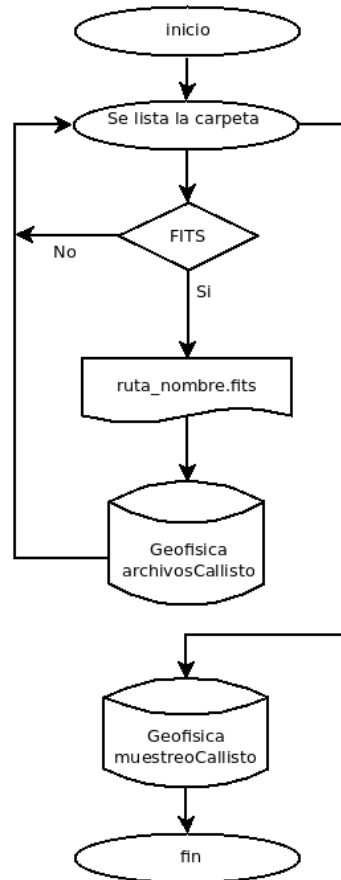 inicio
Se lista la carpeta
FITS
No
Si
ruta_nombre.fits
Geofisica
archivosCallisto
Geofisica
muestreoCallisto
fin